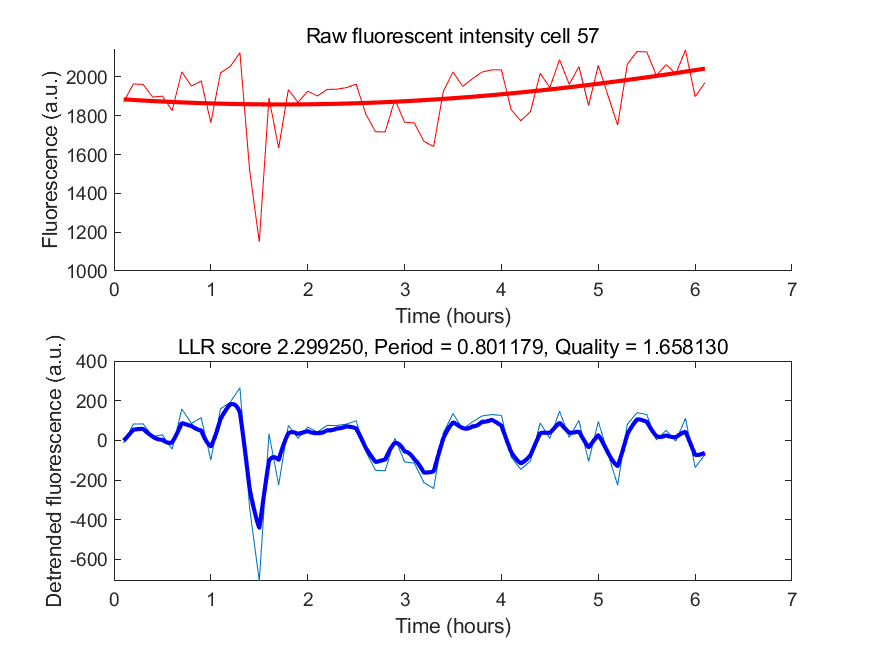 Raw fluorescent intensity cell 57
Fluorescence (a.u.)
2000
1800
1600
1400
1200
1000
0 1 2 3 4 5 6 7
Time (hours)
LLR score 2.299250, Period = 0.801179, Quality = 1.658130
Detrended fluorescence (a.u.)
400
200
0
-200
-400
-600
0 1 2 3 4 5 6 7
Time (hours)